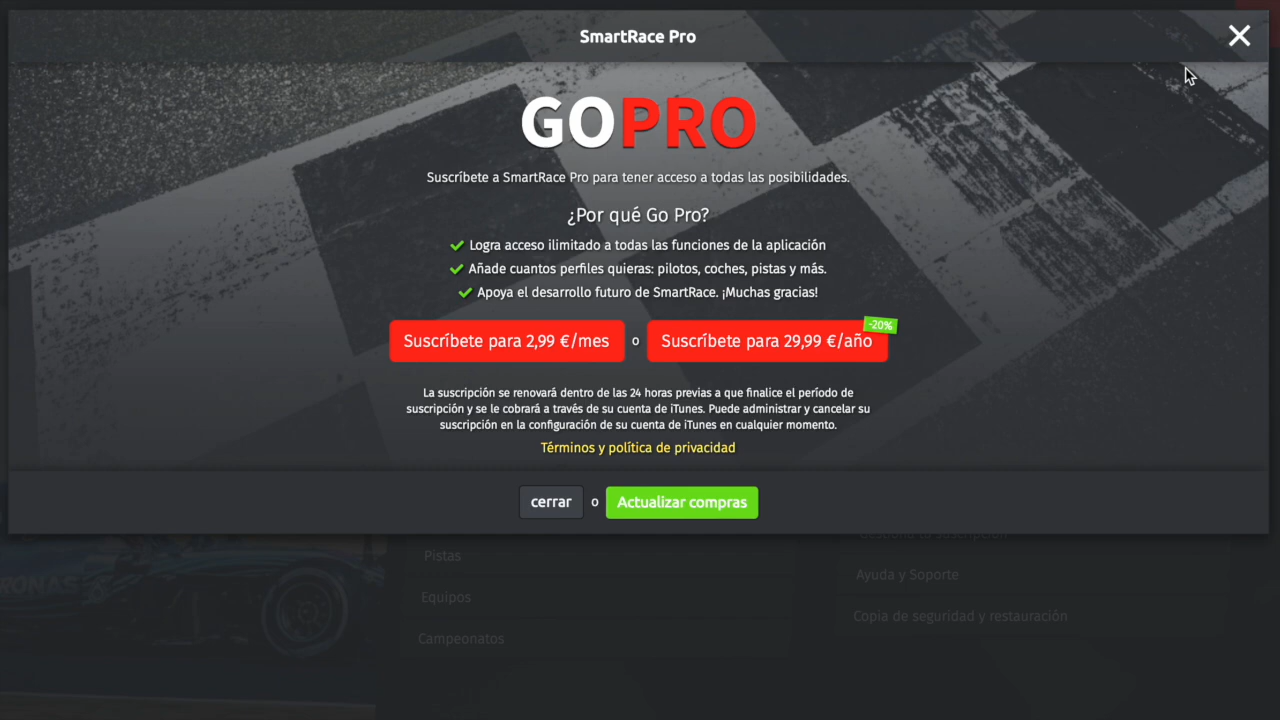 SmartRace Pro
GOPRO
Suscríbete a SmartRace Pro para tener acceso a todas las posibilidades.
¿Por qué Go Pro?
Logra acceso ilimitado a todas las funciones de la aplicación
Añade cuantos perfiles quieras: pilotos, coches, pistas y más.
Apoya el desarrollo futuro de SmartRace. ¡Muchas gracias!
-20%
Suscríbete para 2,99 €/mes o Suscríbete para 29,99 €/año
La suscripción se renovará dentro de las 24 horas previas a que finalice el período de
suscripción y se le cobrará a través de su cuenta de iTunes. Puede administrar y cancelar su
suscripción en la configuración de su cuenta de iTunes en cualquier momento.
Términos y política de privacidad
cerrar o Actualizar compras
Pistas
Ayuda y Soporte
Equipos
Copia de seguridad y restauración
Campeonatos